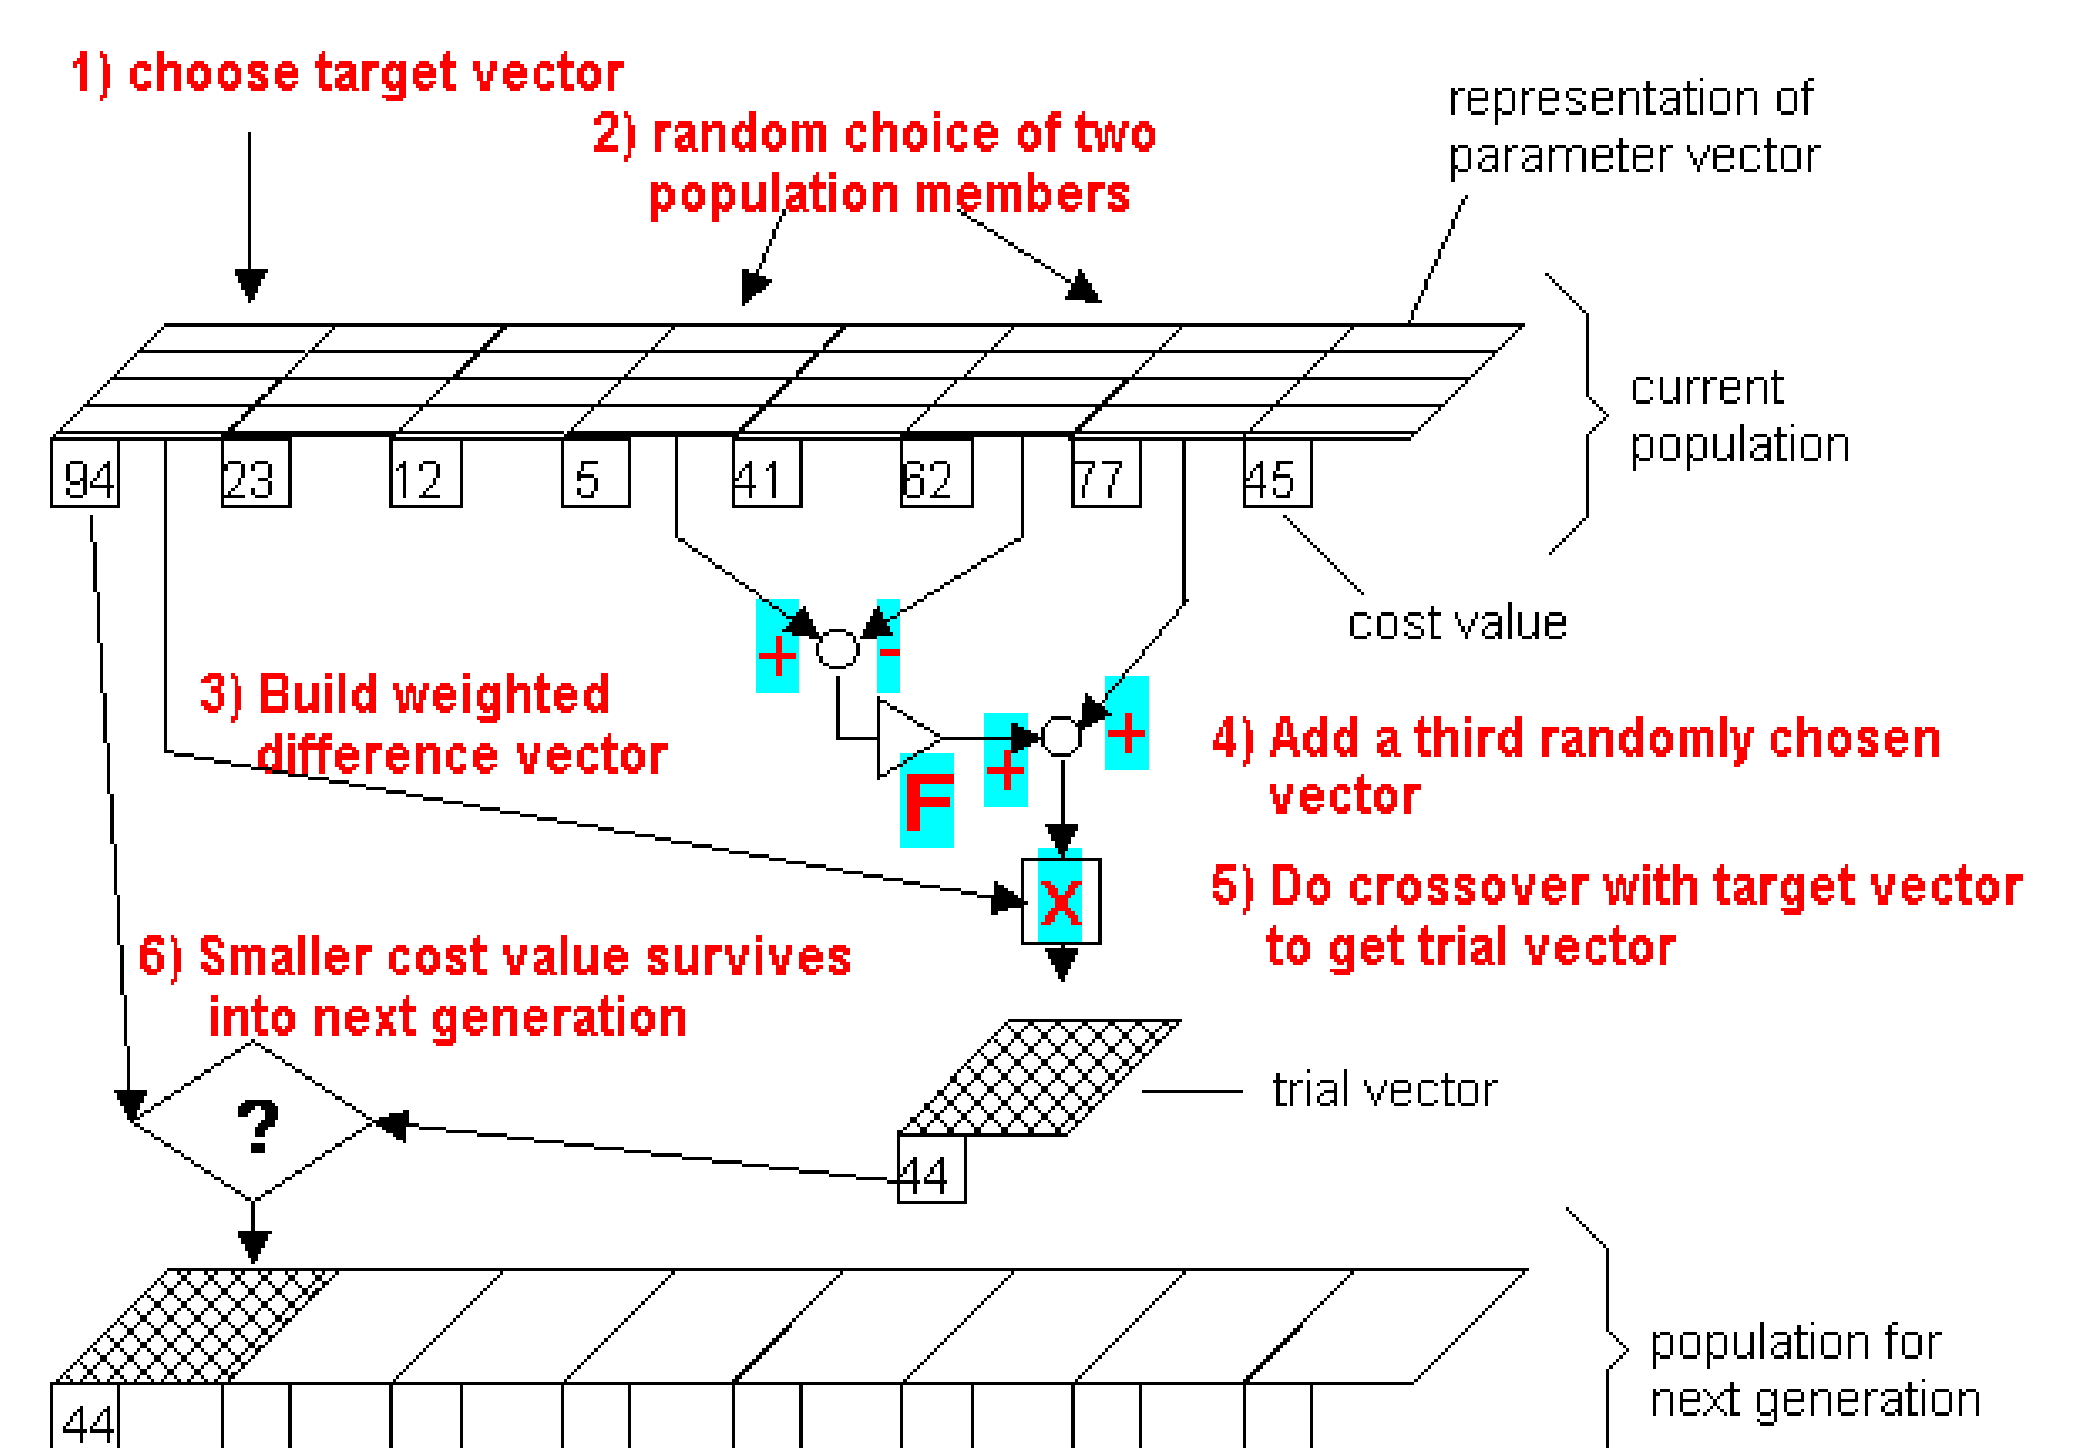 1) choose target vector
2) random choice of two
population members
representation of
parameter vector
94 23 12 5 41 62 77 45
current
population
cost value
+ -
3) Build weighted
difference vector
F + +
4) Add a third randomly chosen
vector
X
5) Do crossover with target vector
to get trial vector
6) Smaller cost value survives
into next generation
?
trial vector
44
population for
next generation
44